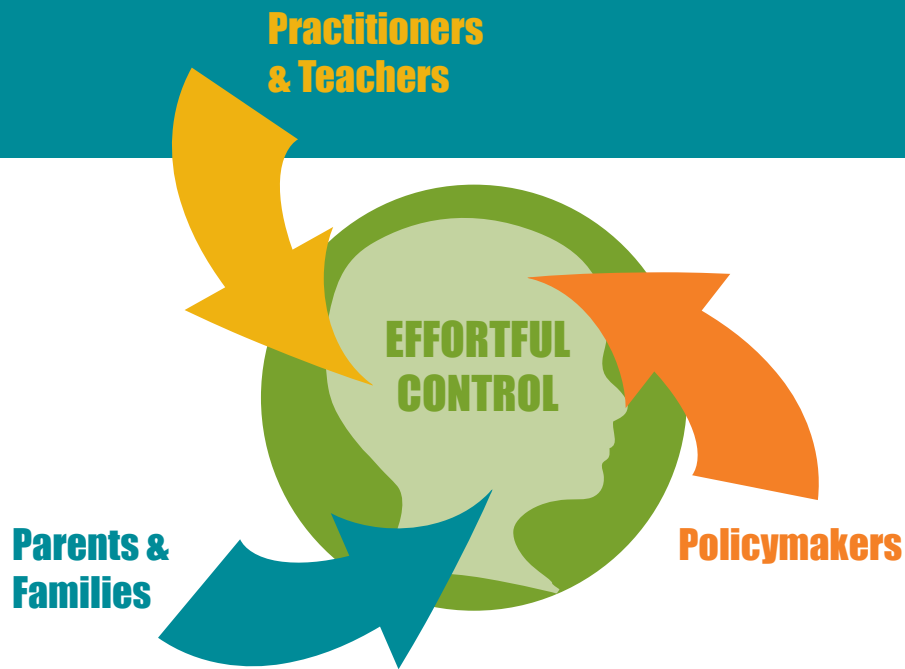 Practitioners
& Teachers
EFFORTFUL
CONTROL
Parents &
Families
Policymakers